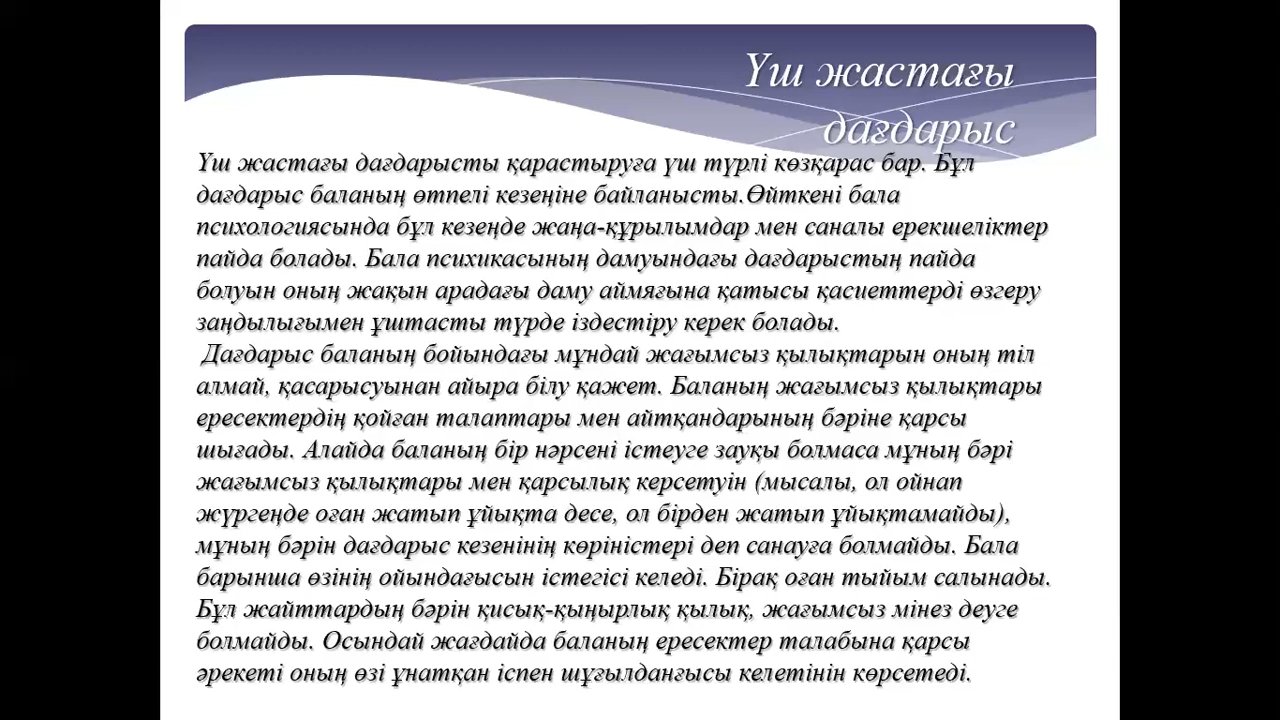 Үш жастағы
дағдарыс
Үш жастағы дағдарысты қарастыруға үш түрлі көзқарас бар. Бұл
дағдарыс баланың өтпелі кезеңіне байланысты.Өйткені бала
психологиясында бұл кезеңде жаңа-құрылымдар мен саналы ерекшеліктер
пайда болады. Бала психикасының дамуындағы дағдарыстың пайда
болуын оның жақын арадағы даму аймяғына қатысы қасиеттерді өзгеру
заңдылығымен ұштасты түрде іздестіру керек болады.
Дағдарыс баланың бойындағы мұндай жағымсыз қылықтарын оның тіл
алмай, қасарысуынан айыра білу қажет. Баланың жағымсыз қылықтары
ересектердің қойған талаптары мен айтқандарының бәріне қарсы
шығады. Алайда баланың бір нәрсені істеуге зауқы болмаса мұның бәрі
жағымсыз қылықтары мен қарсылық керсетуін (мысалы, ол ойнап
жүргеңде оған жатып ұйықта десе, ол бірден жатып ұйықтамайды),
мұның бәрін дағдарыс кезенінің көріністері деп санауға болмайды. Бала
барынша өзінің ойындағысын істегісі келеді. Бірақ оған тыйым салынады.
Бұл жайттардың бәрін қисық-қыңырлық қылық, жағымсыз мінез деуге
болмайды. Осындай жағдайда баланың ересектер талабына қарсы
әрекеті оның өзі ұнатқан іспен шұғылданғысы келетінін көрсетеді.